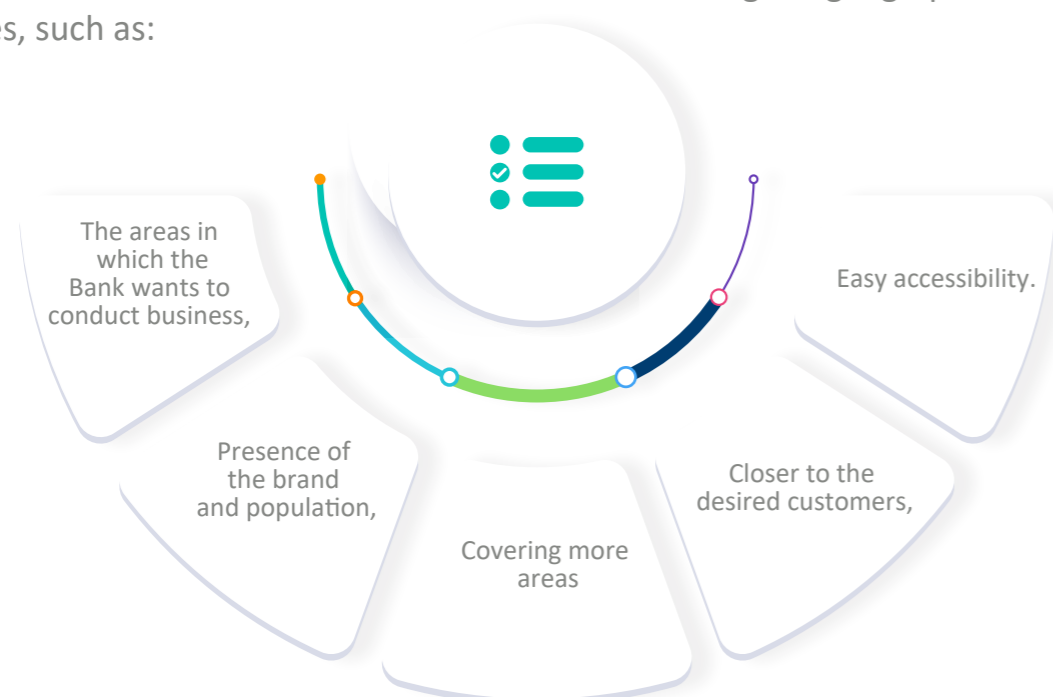 such as:
The areas in
which the
Bank wants to
conduct business,
Presence of
the brand
and population,
Covering more
areas
Closer to the
desired customers,
Easy accessibility.